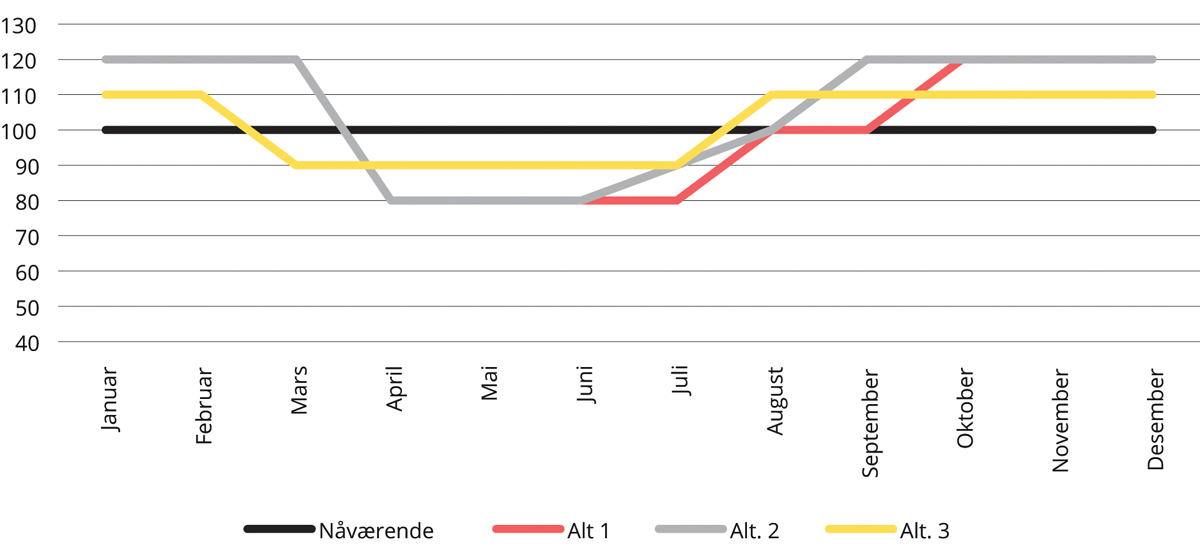 130
120
110
100
90
80
70
60
50
40
Januar
Februar
Mars
April
Mai
Juni
Juli
August
September
Oktober
November
Desember
Nåværende Alt 1 Alt. 2 Alt. 3